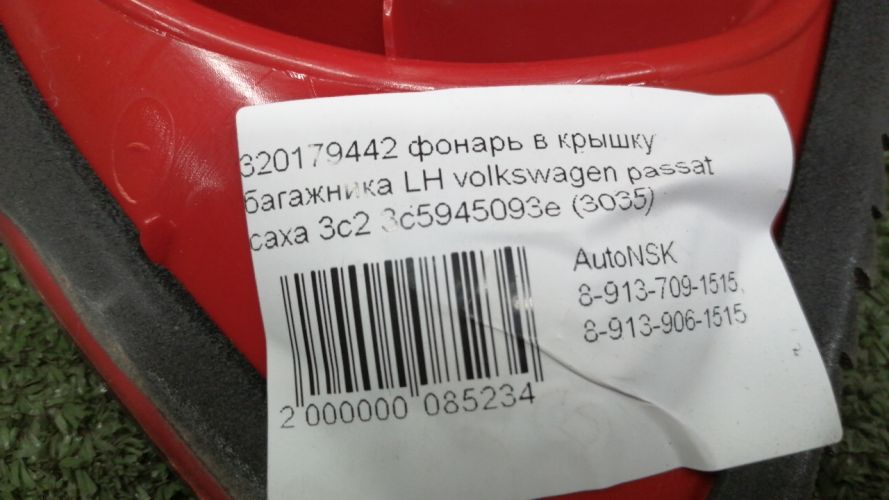 320179442 фонарь в крышку
багажника LH volkswagen passat
саха 3c2 3c5945093e (3035)
AutoNSK
8-913-709-1515,
8-913-906-1515
2 000000 085234